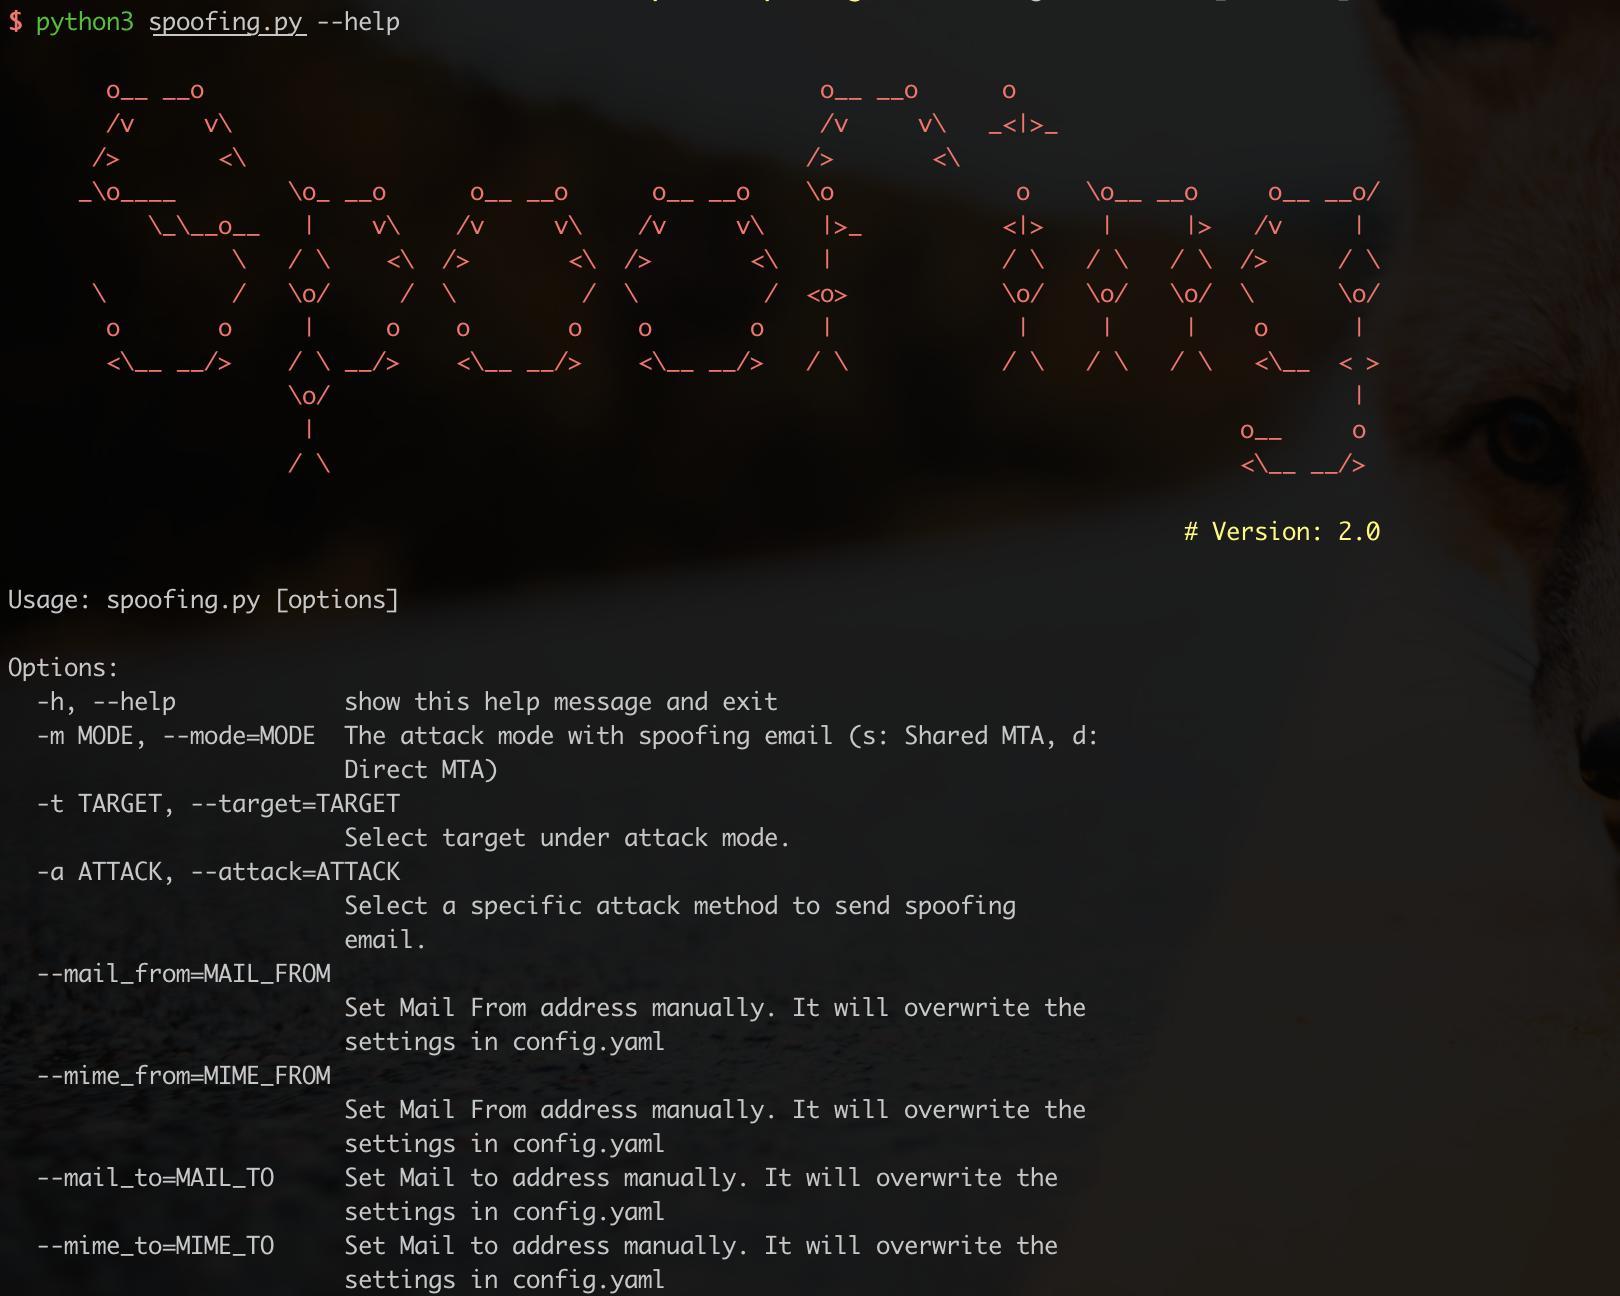 $ python3 spoofing.py --help
Spoofing
# Version: 2.0
Usage: spoofing.py [options]
Options:
-h, --help show this help message and exit
-m MODE, --mode=MODE The attack mode with spoofing email (s: Shared MTA, d:
Direct MTA)
-t TARGET, --target=TARGET
Select target under attack mode.
-a ATTACK, --attack=ATTACK
Select a specific attack method to send spoofing
email.
--mail_from=MAIL_FROM
Set Mail From address manually. It will overwrite the
settings in config.yaml
--mime_from=MIME_FROM
Set Mail From address manually. It will overwrite the
settings in config.yaml
--mail_to=MAIL_TO Set Mail to address manually. It will overwrite the
settings in config.yaml
--mime_to=MIME_TO Set Mail to address manually. It will overwrite the
settings in config.yaml